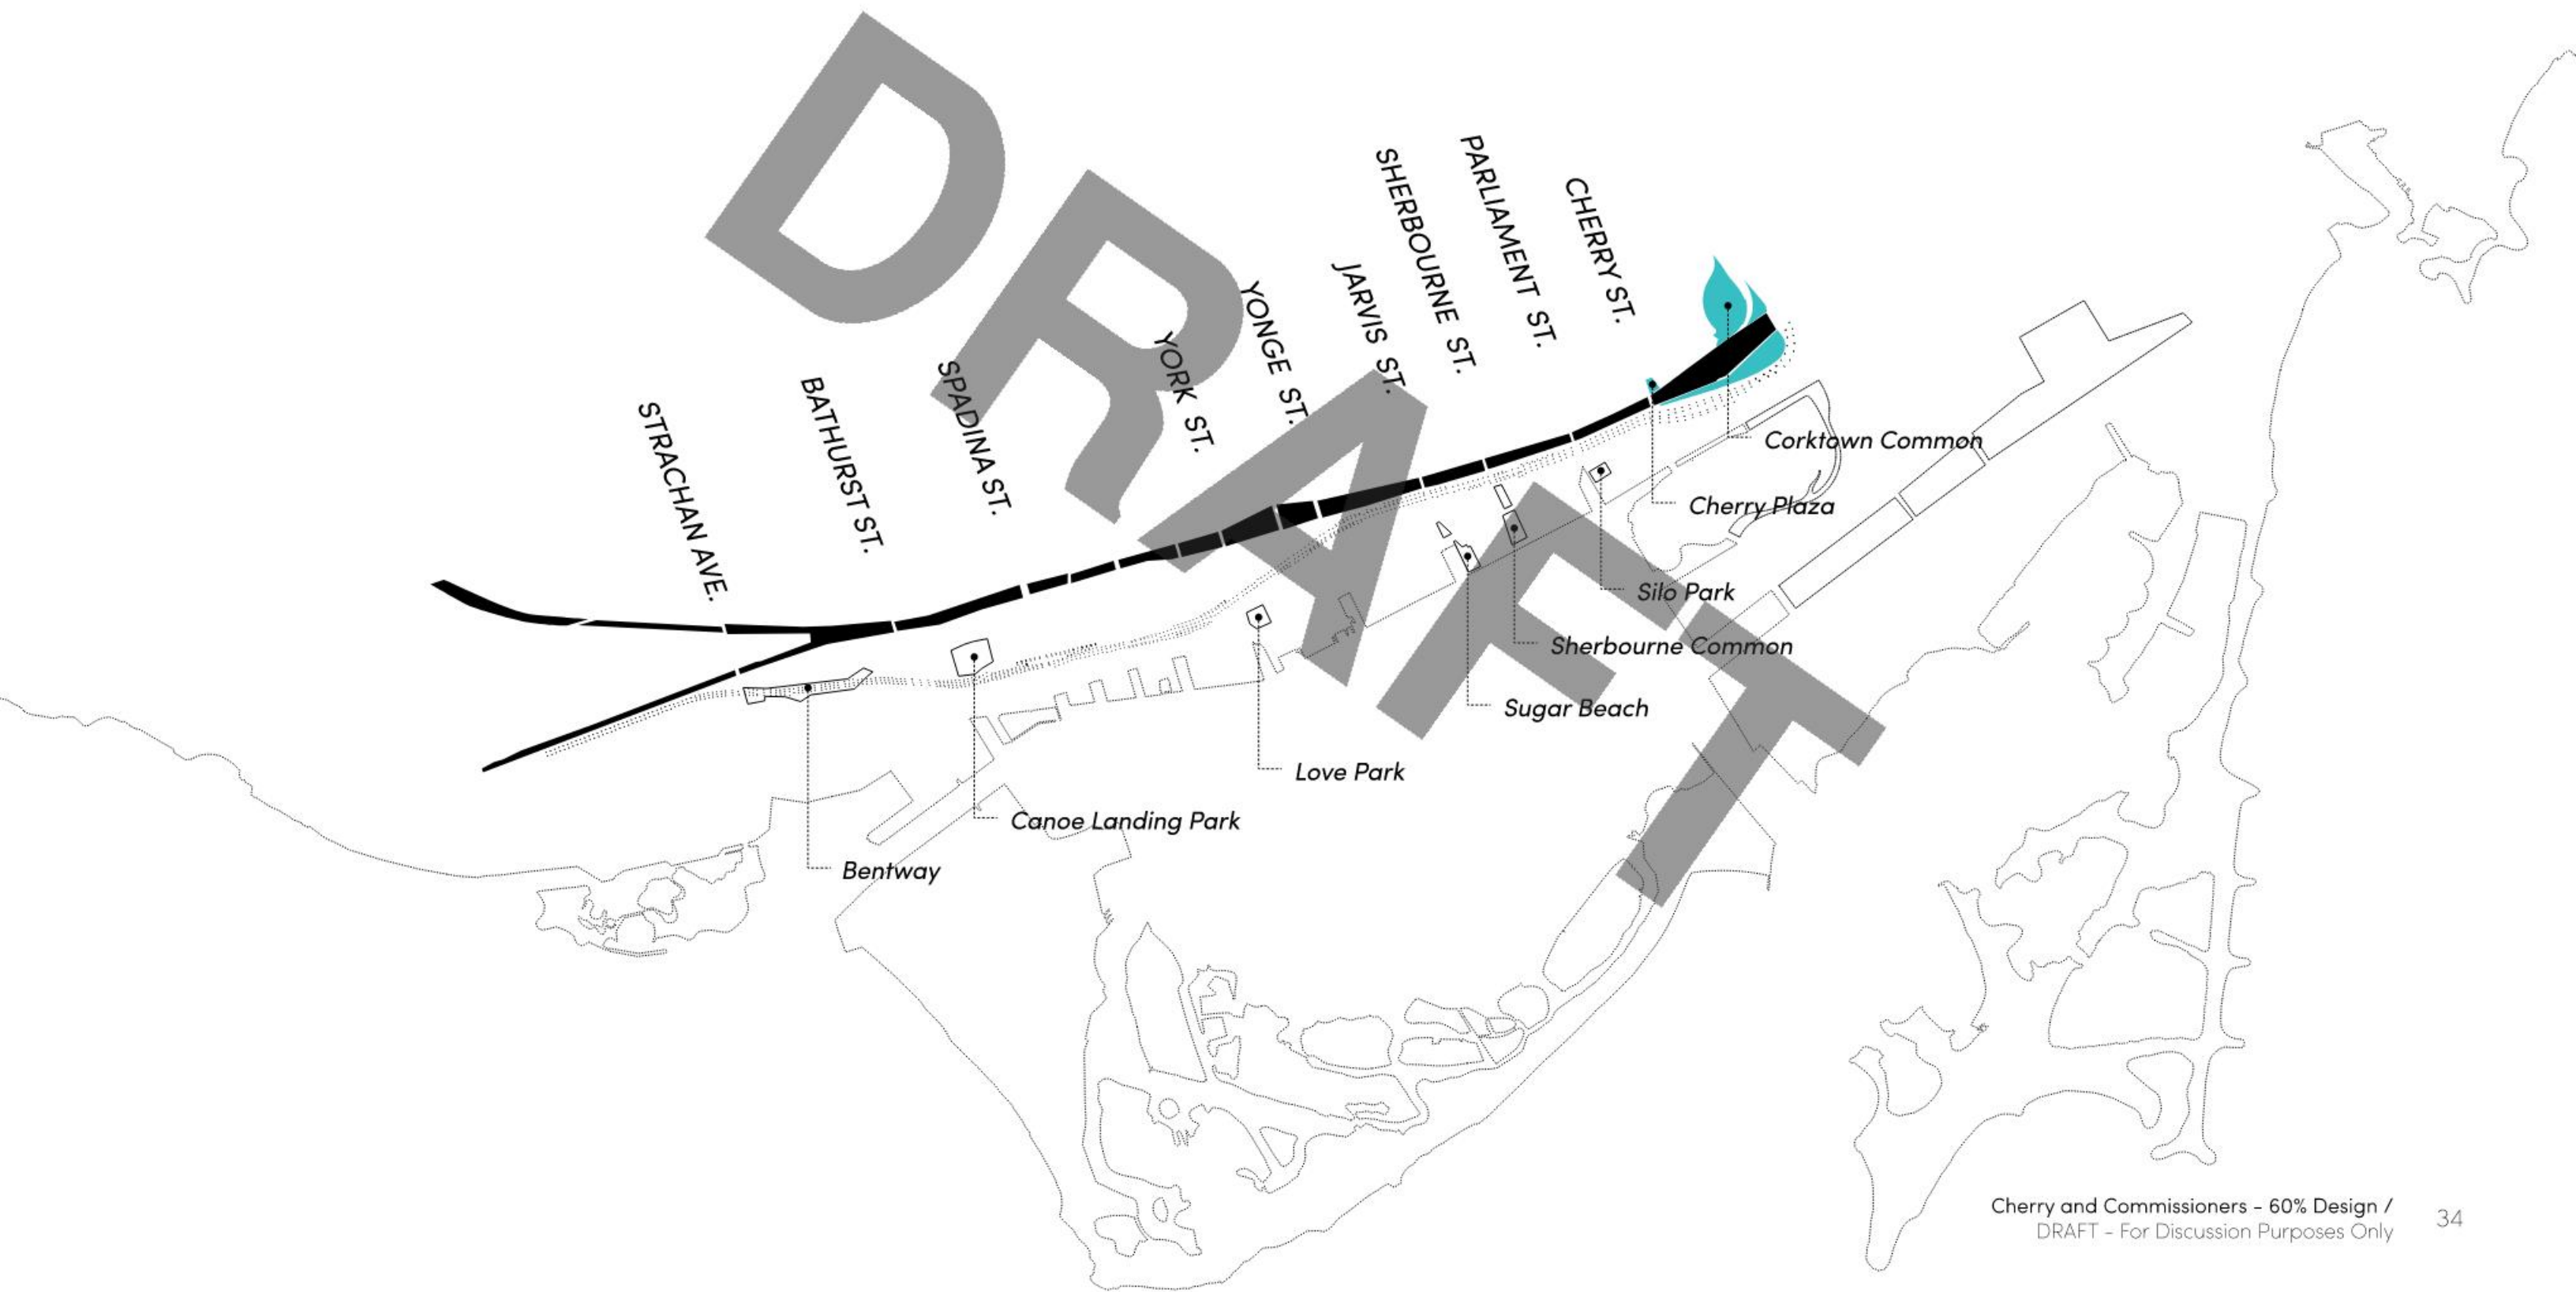 DRAFT
STRACHAN AVE.
BATHURST ST.
SPADINA ST.
YORK ST.
YONGE ST.
JARVIS ST.
SHERBOURNE ST.
PARLIAMENT ST.
CHERRY ST.
Corktown Common
Cherry Plaza
Silo Park
Sherbourne Common
Sugar Beach
Love Park
Canoe Landing Park
Bentway
Cherry and Commissioners - 60% Design /
DRAFT - For Discussion Purposes Only
34